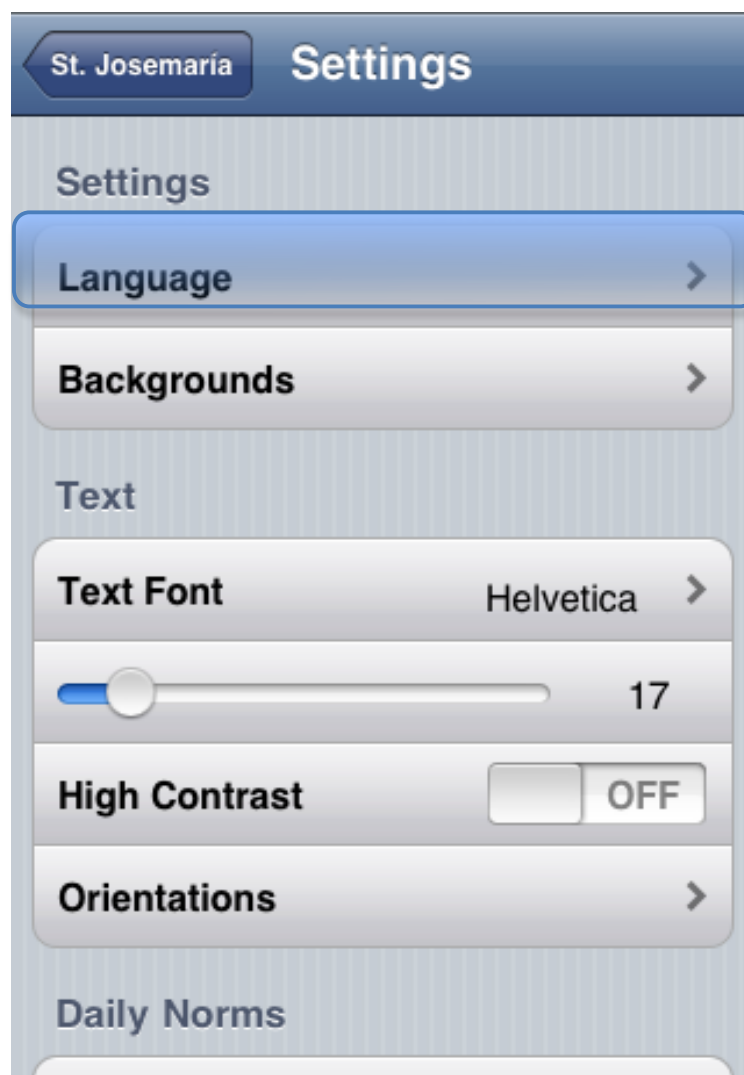 St. Josemaría Settings
Settings
Language
Backgrounds
Text
Text Font Helvetica
17
High Contrast OFF
Orientations
Daily Norms